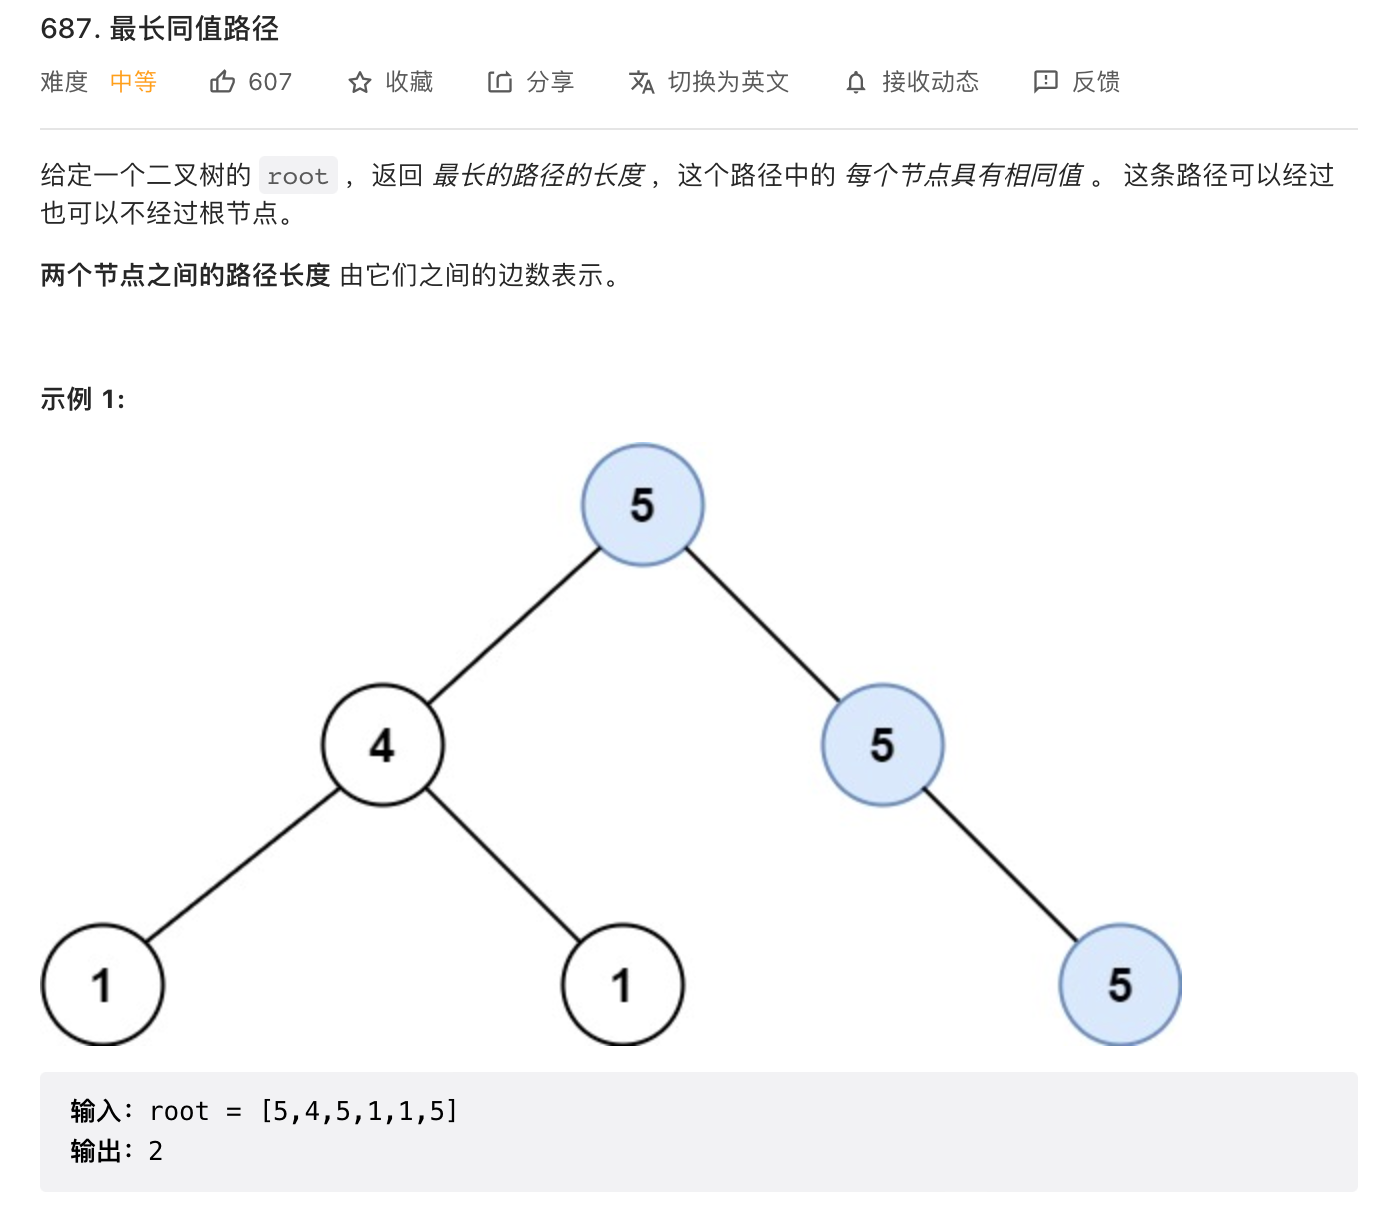 687. 最长同值路径
难度 中等 607 收藏 分享 切换为英文 接收动态 反馈
给定一个二叉树的 root ，返回 最长的路径的长度 ，这个路径中的 每个节点具有相同值 。 这条路径可以经过
也可以不经过根节点。
两个节点之间的路径长度 由它们之间的边数表示。
示例 1:
5
4 5
1 1 5
输入：root = [5,4,5,1,1,5]
输出：2